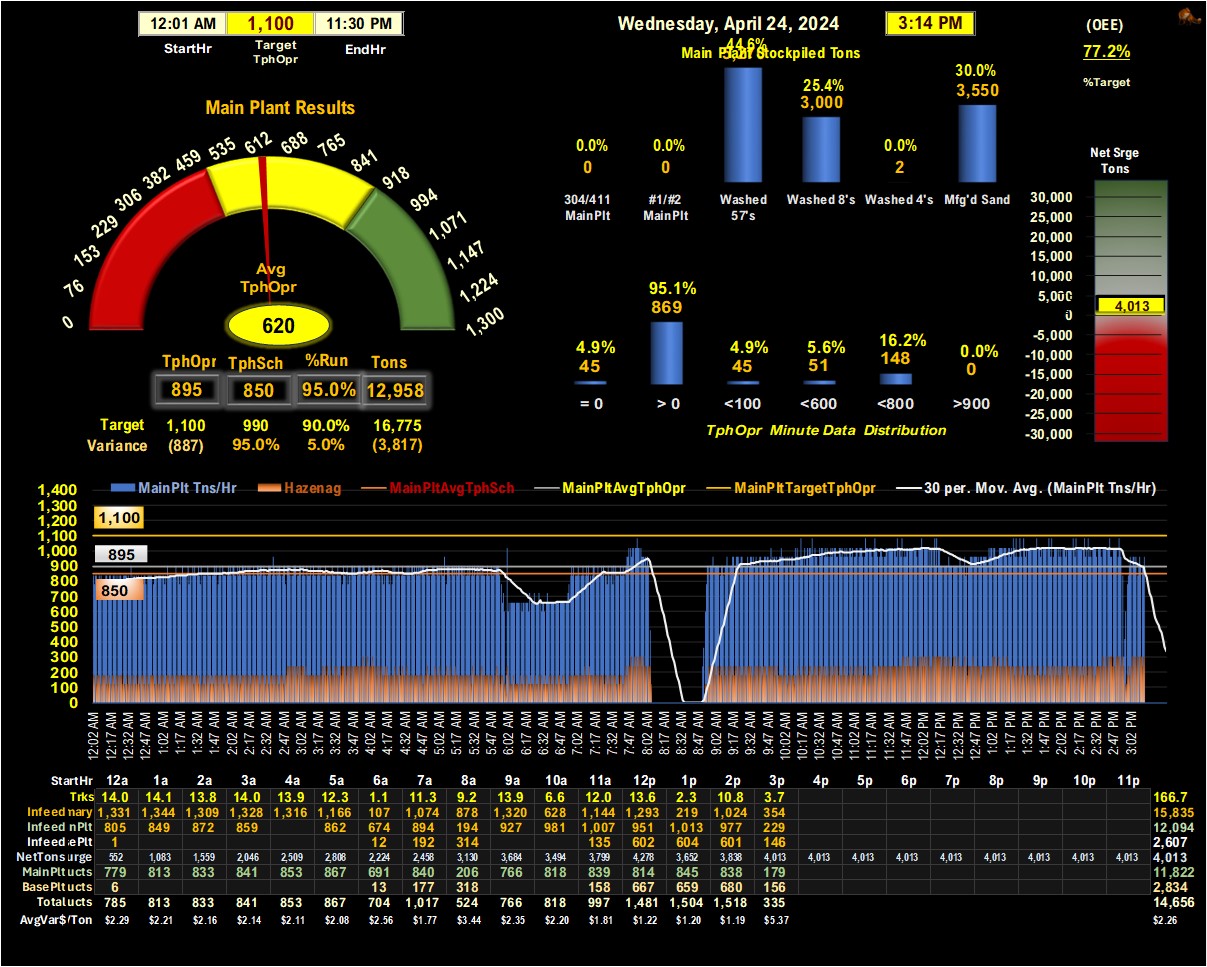 12:01 AM 1,100 11:30 PM
StartHr Target TphOpr EndHr
Wednesday, April 24, 2024 3:14 PM
(OEE)
77.2%
%Target
Main Plant Stockpiled Tons
44.6%
25.4%
3,000
30.0%
3,550
0.0% 0.0% 0.0%
0 0 2
304/411 MainPlt #1/#2 MainPlt Washed 57's Washed 8's Washed 4's Mfg'd Sand
Main Plant Results
0 76 153 229 306 382 459 535 612 688 765 841 918 994 1,071 1,147 1,224 1,300
Avg
TphOpr
620
TphOpr TphSch %Run Tons
895 850 95.0% 12,958
Target 1,100 990 90.0% 16,775
Variance (887) 95.0% 5.0% (3,817)
4.9% 95.1% 4.9% 5.6% 16.2% 0.0%
45 869 45 51 148 0
= 0 > 0 <100 <600 <800 >900
TphOpr Minute Data Distribution
Net Srge
Tons
30,000
25,000
20,000
15,000
10,000
5,000
4,013
0
-5,000
-10,000
-15,000
-20,000
-25,000
-30,000
MainPlt Tns/Hr Hazenag MainPltAvgTphSch MainPltAvgTphOpr MainPltTargetTphOpr 30 per. Mov. Avg. (MainPlt Tns/Hr)
1,400
1,300
1,200
1,100
1,000
900
800
700
600
500
400
300
200
100
0
1,100
895
850
12:02 AM 12:17 AM 12:32 AM 12:47 AM 1:02 AM 1:17 AM 1:32 AM 1:47 AM 2:02 AM 2:17 AM 2:32 AM 2:47 AM 3:02 AM 3:17 AM 3:32 AM 3:47 AM 4:02 AM 4:17 AM 4:32 AM 4:47 AM 5:02 AM 5:17 AM 5:32 AM 5:47 AM 6:02 AM 6:17 AM 6:32 AM 6:47 AM 7:02 AM 7:17 AM 7:32 AM 7:47 AM 8:02 AM 8:17 AM 8:32 AM 8:47 AM 9:02 AM 9:17 AM 9:32 AM 9:47 AM 10:02 AM 10:17 AM 10:32 AM 10:47 AM 11:02 AM 11:17 AM 11:32 AM 11:47 AM 12:02 PM 12:17 PM 12:32 PM 12:47 PM 1:02 PM 1:17 PM 1:32 PM 1:47 PM 2:02 PM 2:17 PM 2:32 PM 2:47 PM 3:02 PM
StartHr 12a 1a 2a 3a 4a 5a 6a 7a 8a 9a 10a 11a 12p 1p 2p 3p 4p 5p 6p 7p 8p 9p 10p 11p
Trks 14.0 14.1 13.8 14.0 13.9 12.3 1.1 11.3 9.2 13.9 6.6 12.0 13.6 2.3 10.8 3.7 166.7
Infeed mary 1,331 1,344 1,309 1,328 1,316 1,166 107 1,074 878 1,320 628 1,144 1,293 219 1,024 354 15,835
Infeed nPlt 805 849 872 859 862 674 894 194 927 981 1,007 951 1,013 977 229 12,094
Infeed ePlt 1 12 192 314 135 602 604 601 146 2,607
NetTons urge 552 1,083 1,559 2,046 2,509 2,808 2,224 2,458 3,130 3,684 3,494 3,799 4,278 3,652 3,838 4,013 4,013 4,013 4,013 4,013 4,013 4,013 4,013 4,013 4,013
MainPlt ucts 779 813 833 841 853 867 691 840 206 766 818 839 814 845 838 179 11,822
BasePlt ucts 6 13 177 318 158 667 659 680 156 2,834
Total ucts 785 813 833 841 853 867 704 1,017 524 766 818 997 1,481 1,504 1,518 335 14,656
AvgVar$/Ton $2.29 $2.21 $2.16 $2.14 $2.11 $2.08 $2.56 $1.77 $3.44 $2.35 $2.20 $1.81 $1.22 $1.20 $1.19 $5.37 $2.26